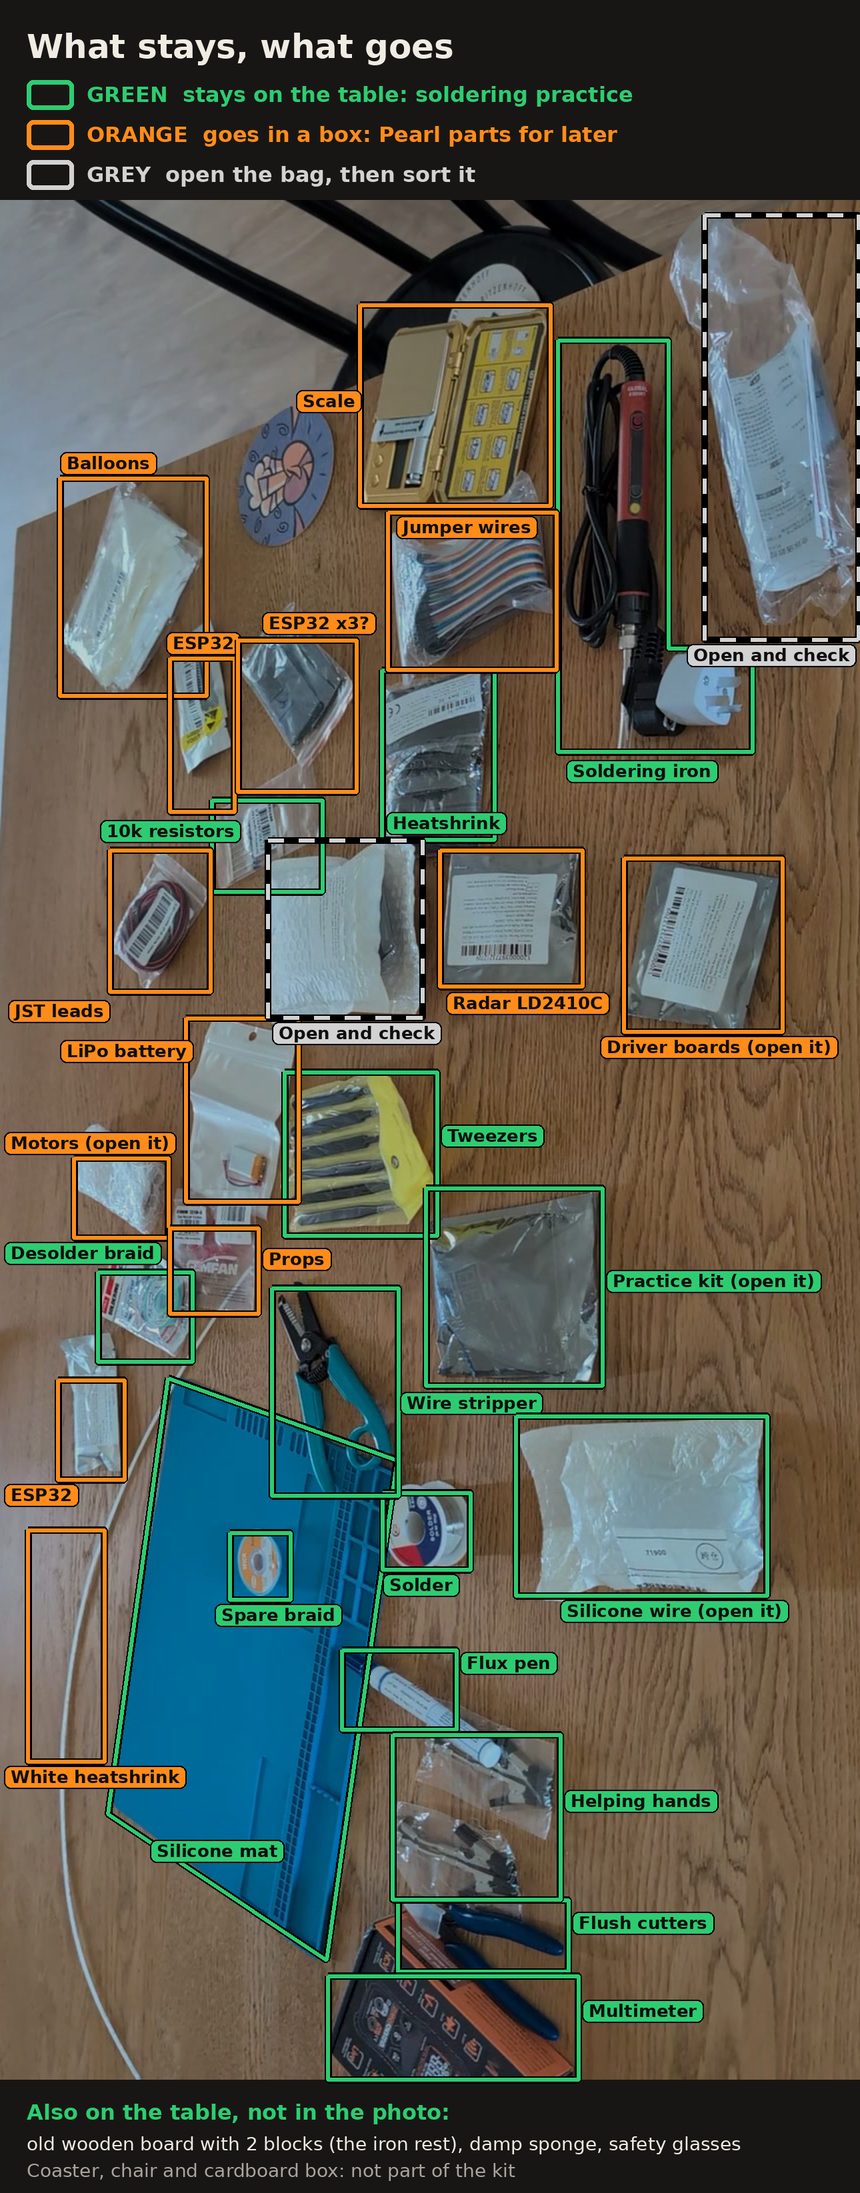 What stays, what goes
GREEN stays on the table: soldering practice
ORANGE goes in a box: Pearl parts for later
GREY open the bag, then sort it
Scale
Balloons
Jumper wires
ESP32 x3?
ESP32
Open and check
Soldering iron
10k resistors
Heatshrink
JST leads
Radar LD2410C
Open and check
Driver boards (open it)
LiPo battery
Tweezers
Motors (open it)
Desolder braid
Props
Practice kit (open it)
Wire stripper
ESP32
SOLDER
Solder
Spare braid
Silicone wire (open it)
Flux pen
White heatshrink
Helping hands
Silicone mat
Flush cutters
Multimeter
Also on the table, not in the photo:
old wooden board with 2 blocks (the iron rest), damp sponge, safety glasses
Coaster, chair and cardboard box: not part of the kit